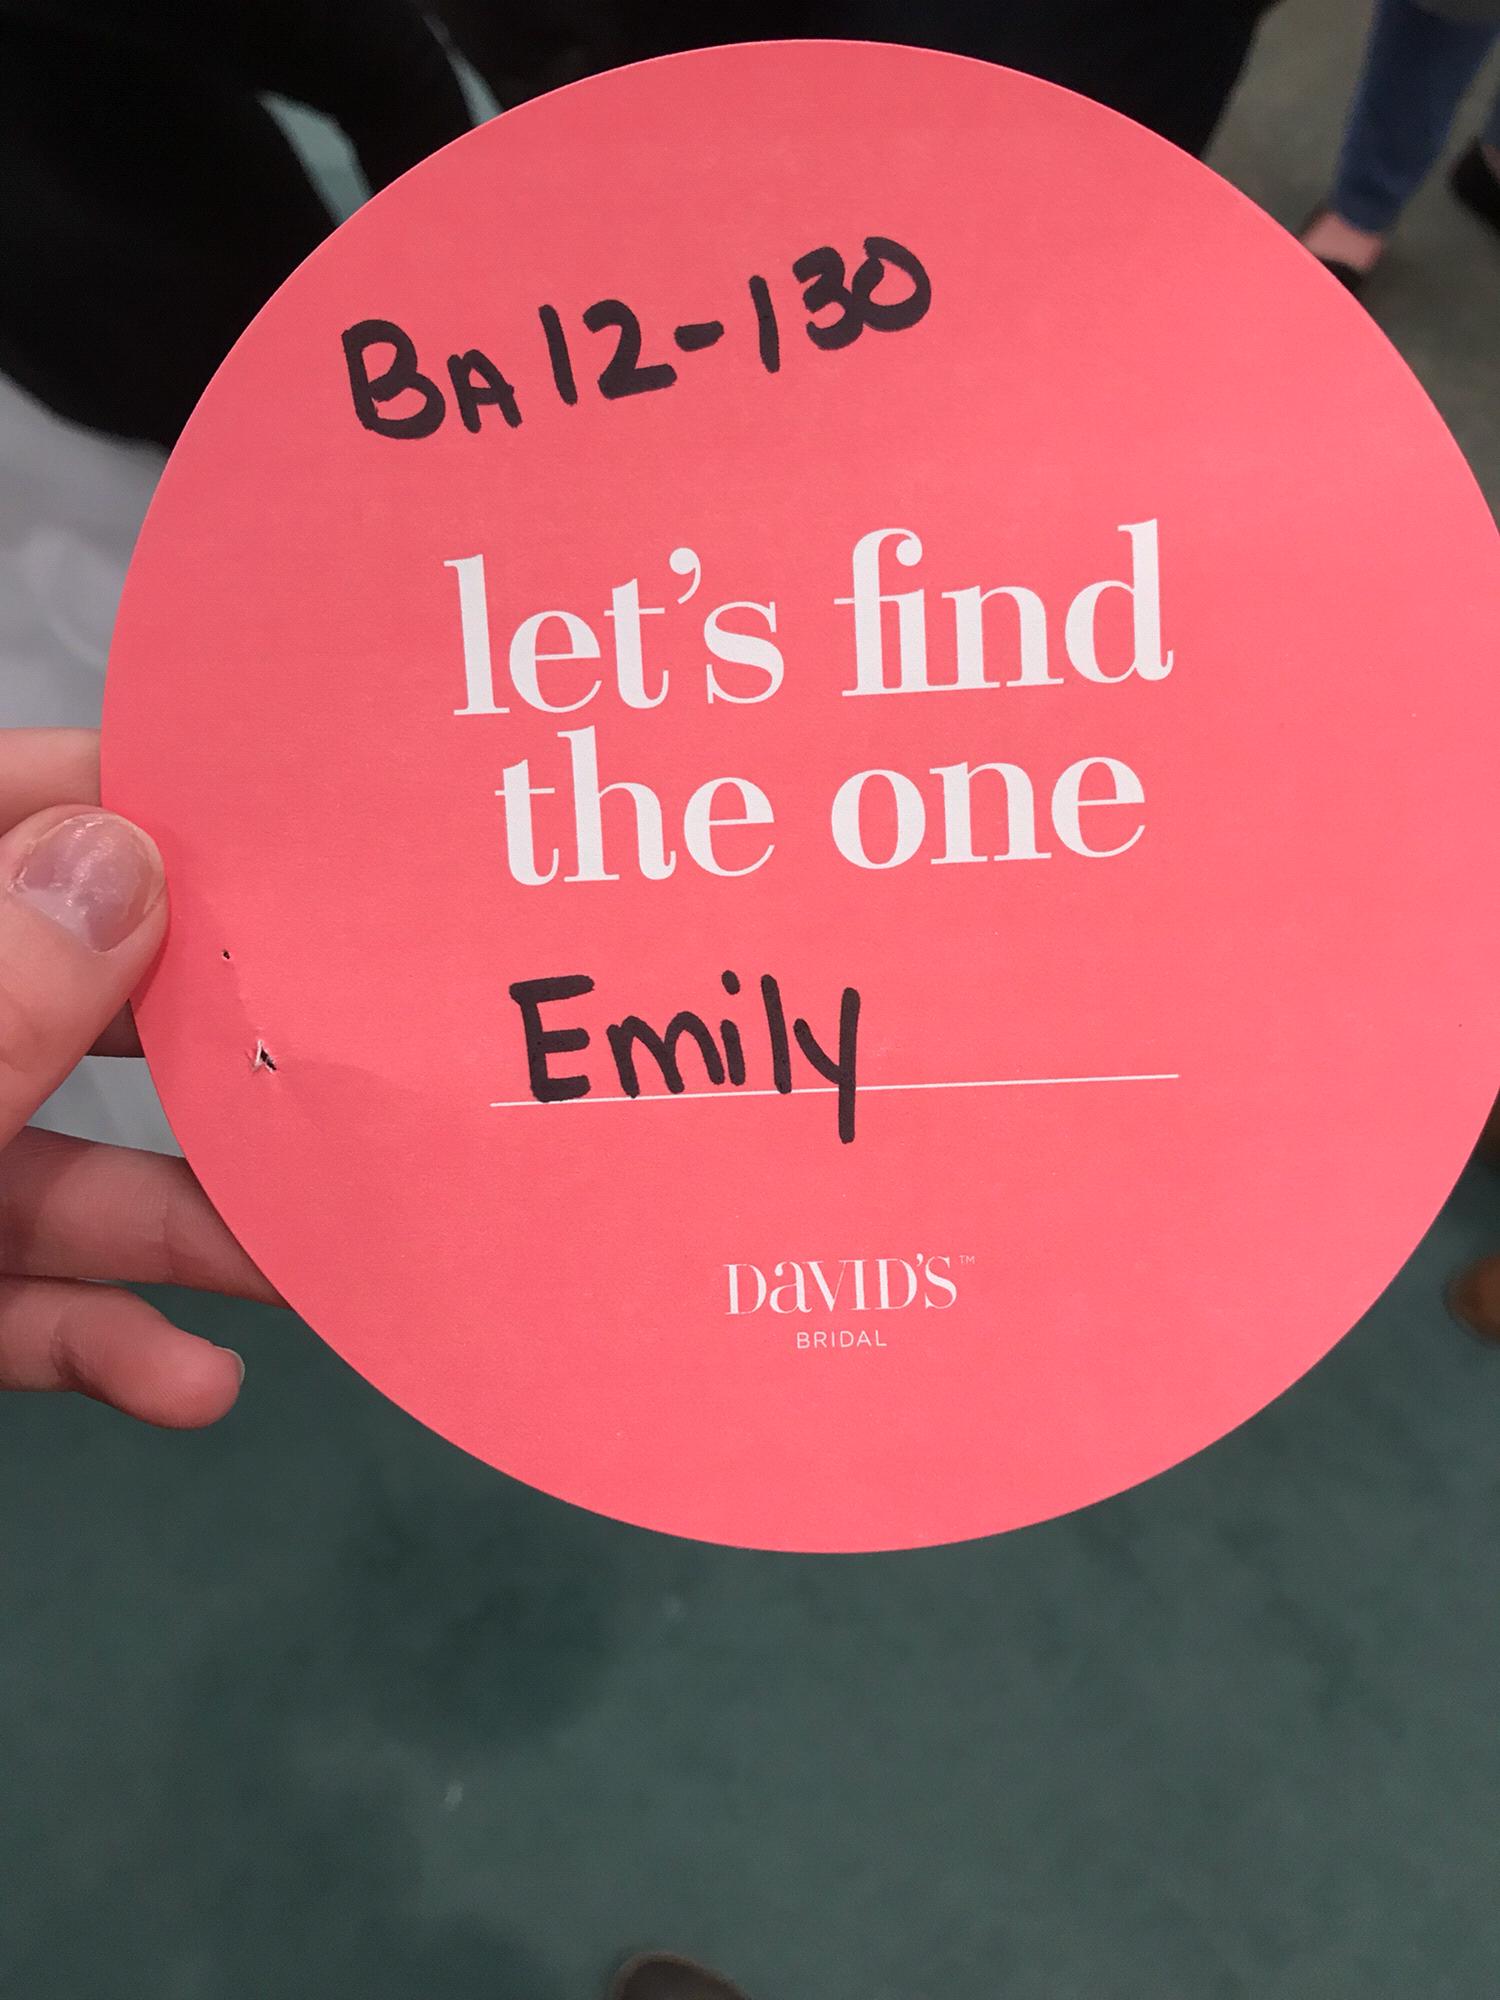 BA 12-130
let's find
the one
Emily
DAVID'S™
BRIDAL